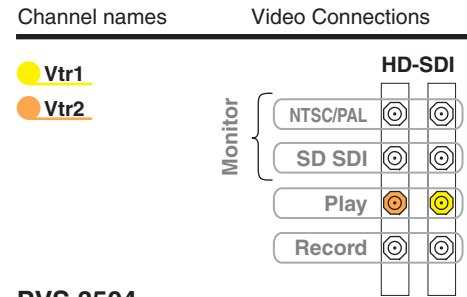 Channel names Video Connections
HD-SDI
Vtr1
Vtr2
Monitor
NTSC/PAL
SD SDI
Play
Record